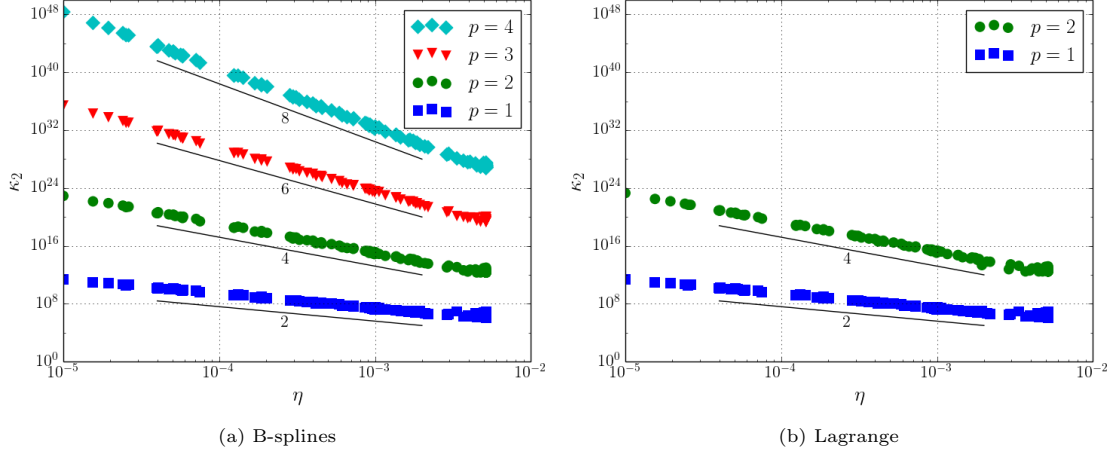 10^48
10^40
10^32
10^24
10^16
10^8
10^0
κ₂
p = 4
p = 3
p = 2
p = 1
8
6
4
2
10^−5
10^−4
10^−3
10^−2
η
(a) B-splines
10^48
10^40
10^32
10^24
10^16
10^8
10^0
κ₂
p = 2
p = 1
4
2
10^−5
10^−4
10^−3
10^−2
η
(b) Lagrange